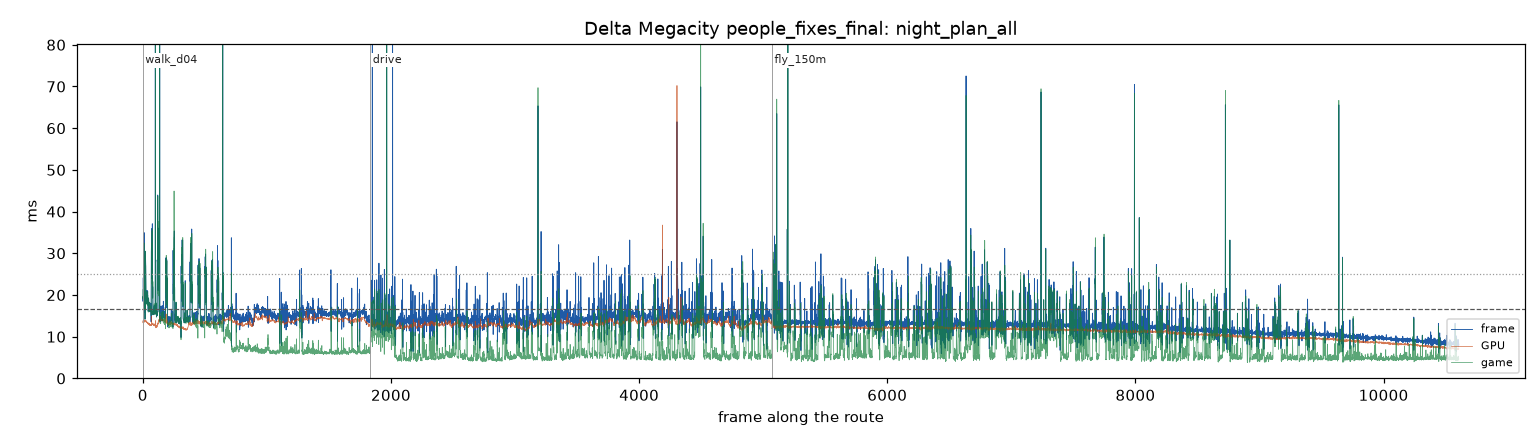 Delta Megacity people_fixes_final: night_plan_all
80
70
60
50
40
30
20
10
0
ms
walk_d04
drive
fly_150m
frame
GPU
game
0
2000
4000
6000
8000
10000
frame along the route